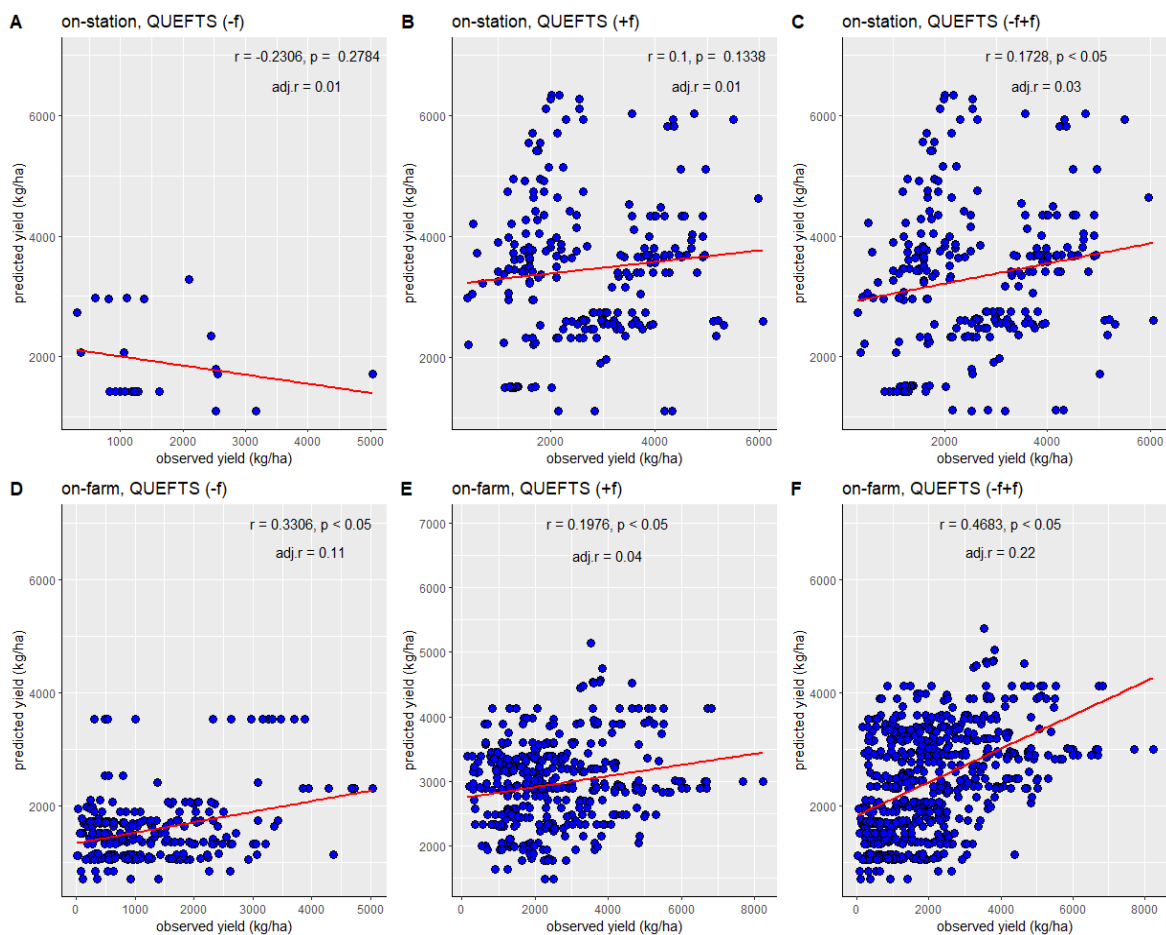 A on-station, QUEFTS (-f)
r = -0.2306, p = 0.2784
adj.r = 0.01
6000
4000
2000
predicted yield (kg/ha)
1000 2000 3000 4000 5000
observed yield (kg/ha)
B on-station, QUEFTS (+f)
r = 0.1, p = 0.1338
adj.r = 0.01
6000
4000
2000
predicted yield (kg/ha)
2000 4000 6000
observed yield (kg/ha)
C on-station, QUEFTS (-f+f)
r = 0.1728, p < 0.05
adj.r = 0.03
6000
4000
2000
predicted yield (kg/ha)
2000 4000 6000
observed yield (kg/ha)
D on-farm, QUEFTS (-f)
r = 0.3306, p < 0.05
adj.r = 0.11
6000
4000
2000
predicted yield (kg/ha)
0 1000 2000 3000 4000 5000
observed yield (kg/ha)
E on-farm, QUEFTS (+f)
r = 0.1976, p < 0.05
adj.r = 0.04
7000
6000
5000
4000
3000
2000
predicted yield (kg/ha)
0 2000 4000 6000 8000
observed yield (kg/ha)
F on-farm, QUEFTS (-f+f)
r = 0.4683, p < 0.05
adj.r = 0.22
6000
4000
2000
predicted yield (kg/ha)
0 2000 4000 6000 8000
observed yield (kg/ha)